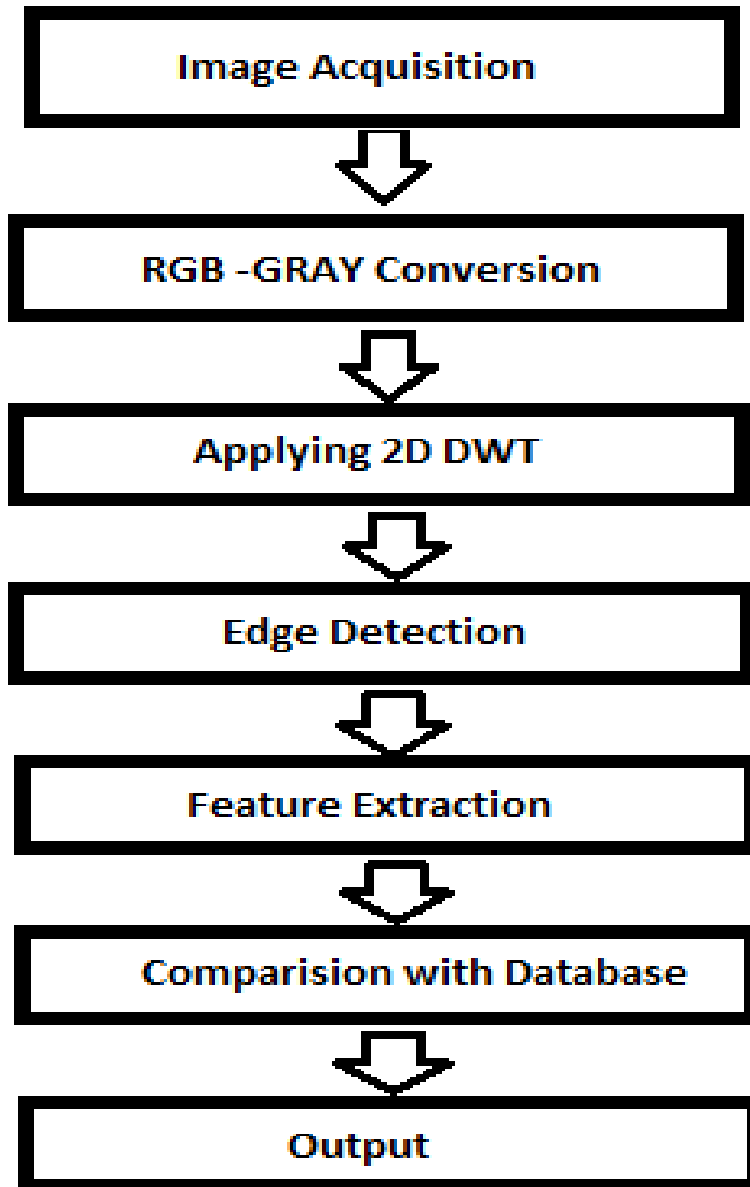 Image Acquisition
RGB -GRAY Conversion
Applying 2D DWT
Edge Detection
Feature Extraction
Comparision with Database
Output